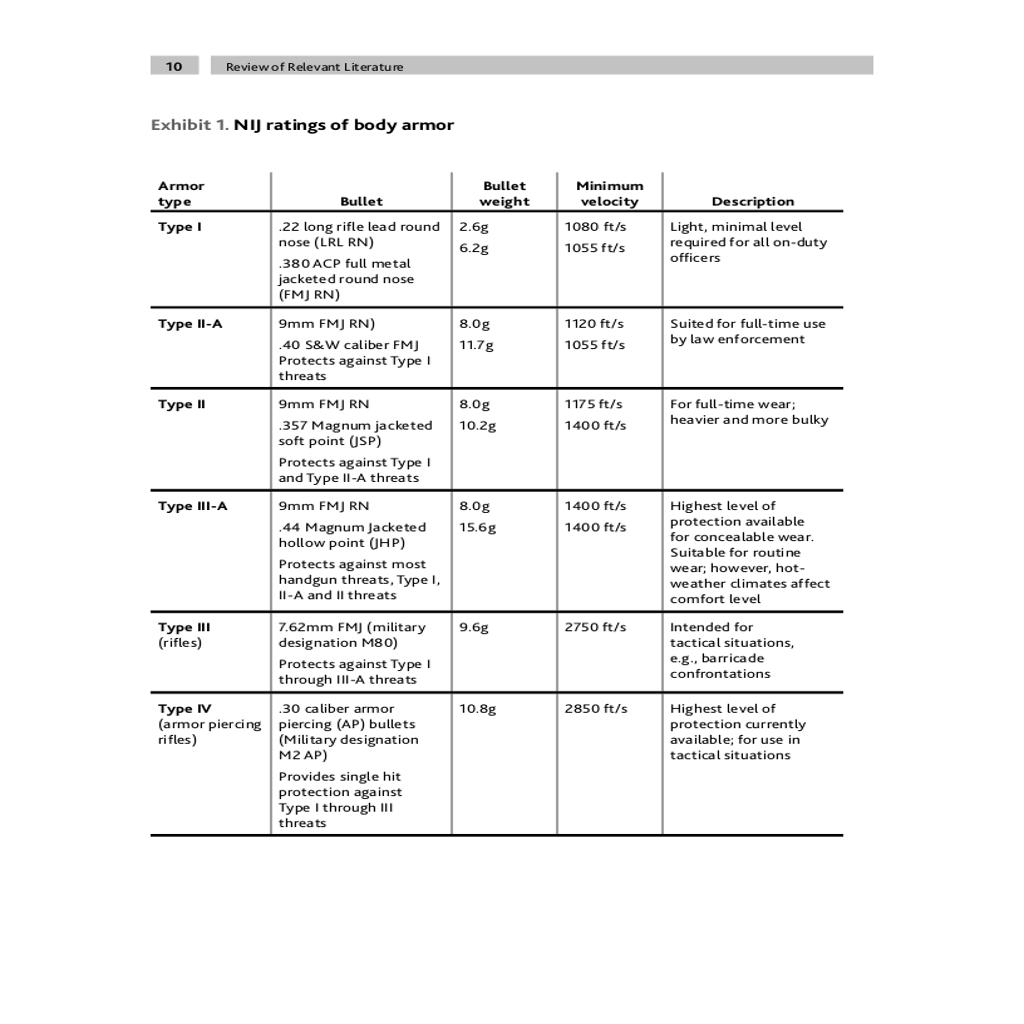 10 Review of Relevant Literature
Exhibit 1. NIJ ratings of body armor
Armor type | Bullet | Bullet weight | Minimum velocity | Description
Type I
.22 long rifle lead round
nose (LRL RN)
.380 ACP full metal
jacketed round nose
(FMJ RN)
2.6g
6.2g
1080 ft/s
1055 ft/s
Light, minimal level
required for all on-duty
officers
Type II-A
9mm FMJ RN)
.40 S&W caliber FMJ
Protects against Type I
threats
8.0g
11.7g
1120 ft/s
1055 ft/s
Suited for full-time use
by law enforcement
Type II
9mm FMJ RN
.357 Magnum jacketed
soft point (JSP)
Protects against Type I
and Type II-A threats
8.0g
10.2g
1175 ft/s
1400 ft/s
For full-time wear;
heavier and more bulky
Type III-A
9mm FMJ RN
.44 Magnum Jacketed
hollow point (JHP)
Protects against most
handgun threats, Type I,
II-A and II threats
8.0g
15.6g
1400 ft/s
1400 ft/s
Highest level of
protection available
for concealable wear.
Suitable for routine
wear; however, hot-
weather climates affect
comfort level
Type III
(rifles)
7.62mm FMJ (military
designation M80)
Protects against Type I
through III-A threats
9.6g
2750 ft/s
Intended for
tactical situations,
e.g., barricade
confrontations
Type IV
(armor piercing
rifles)
.30 caliber armor
piercing (AP) bullets
(Military designation
M2 AP)
Provides single hit
protection against
Type I through III
threats
10.8g
2850 ft/s
Highest level of
protection currently
available; for use in
tactical situations